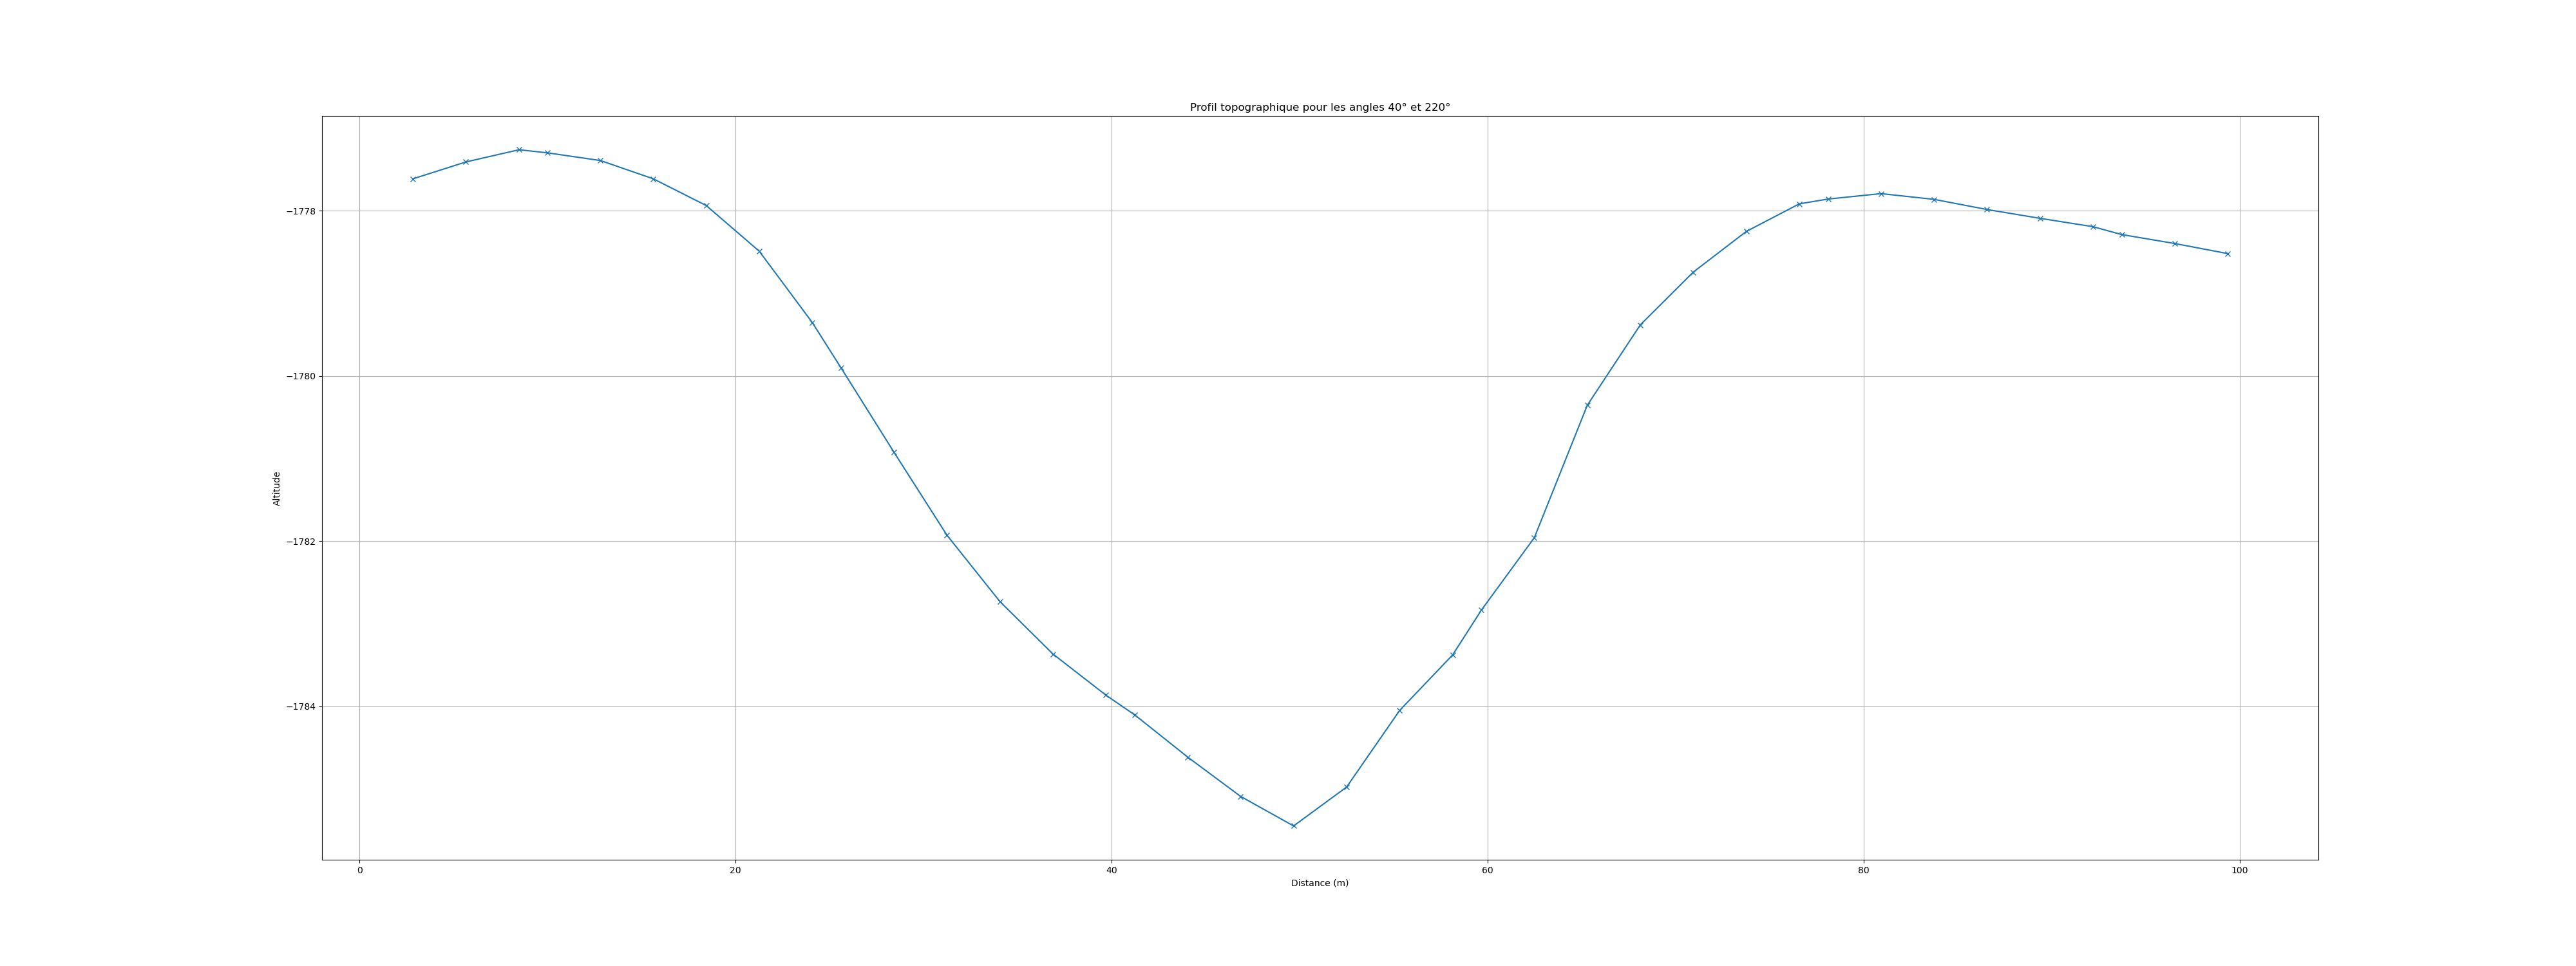 Profil topographique pour les angles 40° et 220°
−1778
−1780
−1782
−1784
Altitude
0 20 40 60 80 100
Distance (m)